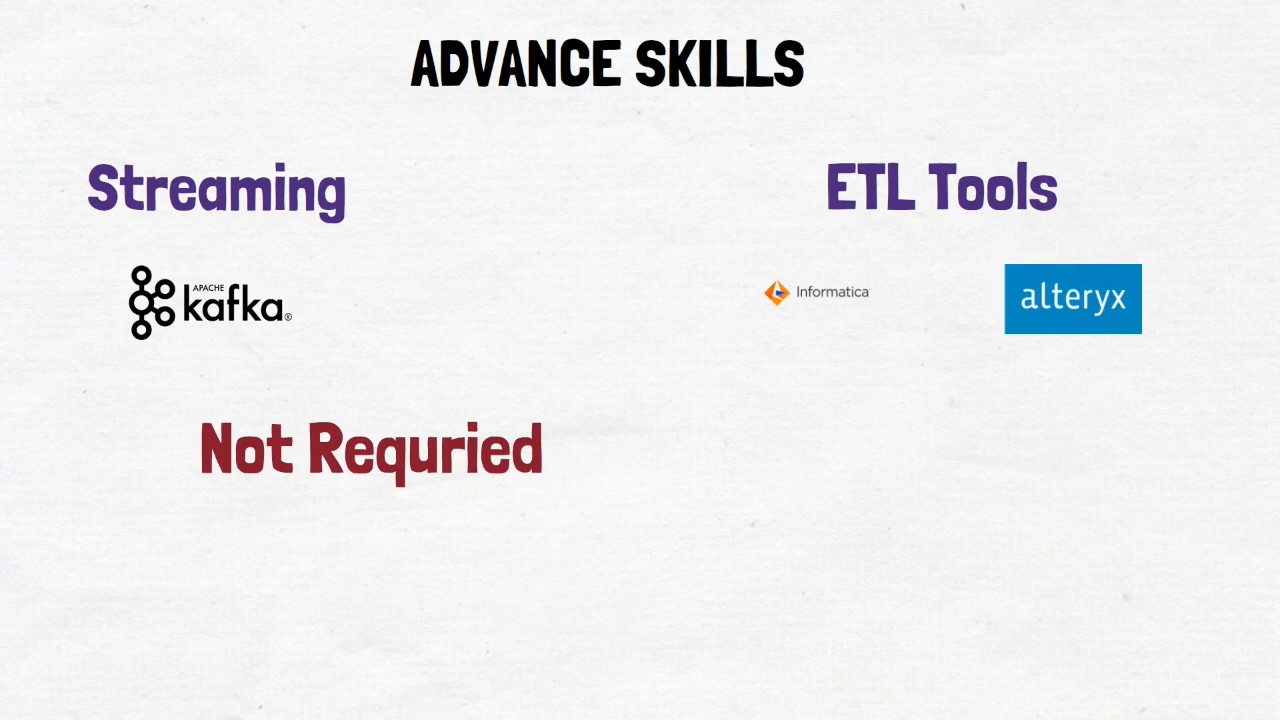 ADVANCE SKILLS
Streaming
ETL Tools
APACHE
kafka®
Informatica
alteryx
Not Requried